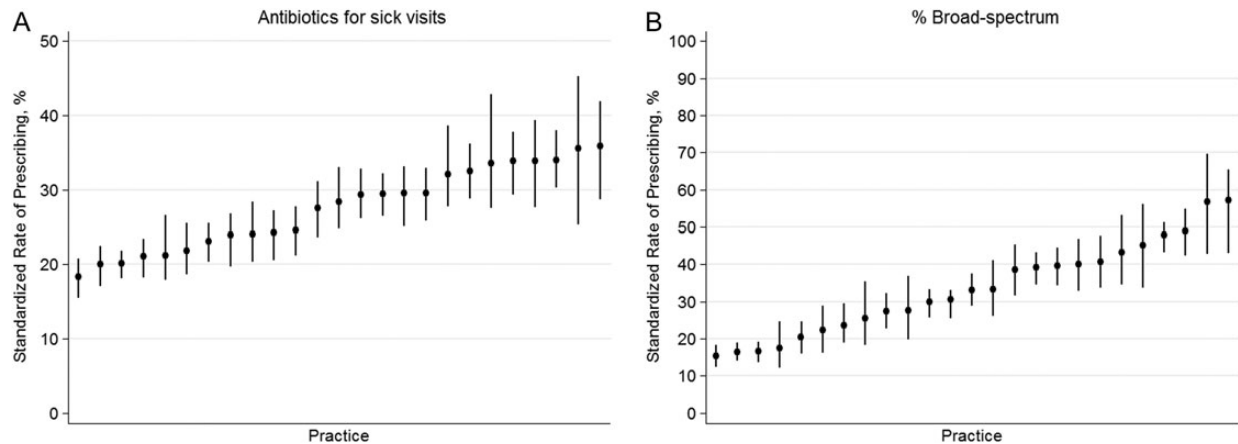 A
Antibiotics for sick visits
Standardized Rate of Prescribing, %
50
40
30
20
10
0
Practice
B
% Broad-spectrum
Standardized Rate of Prescribing, %
100
90
80
70
60
50
40
30
20
10
0
Practice